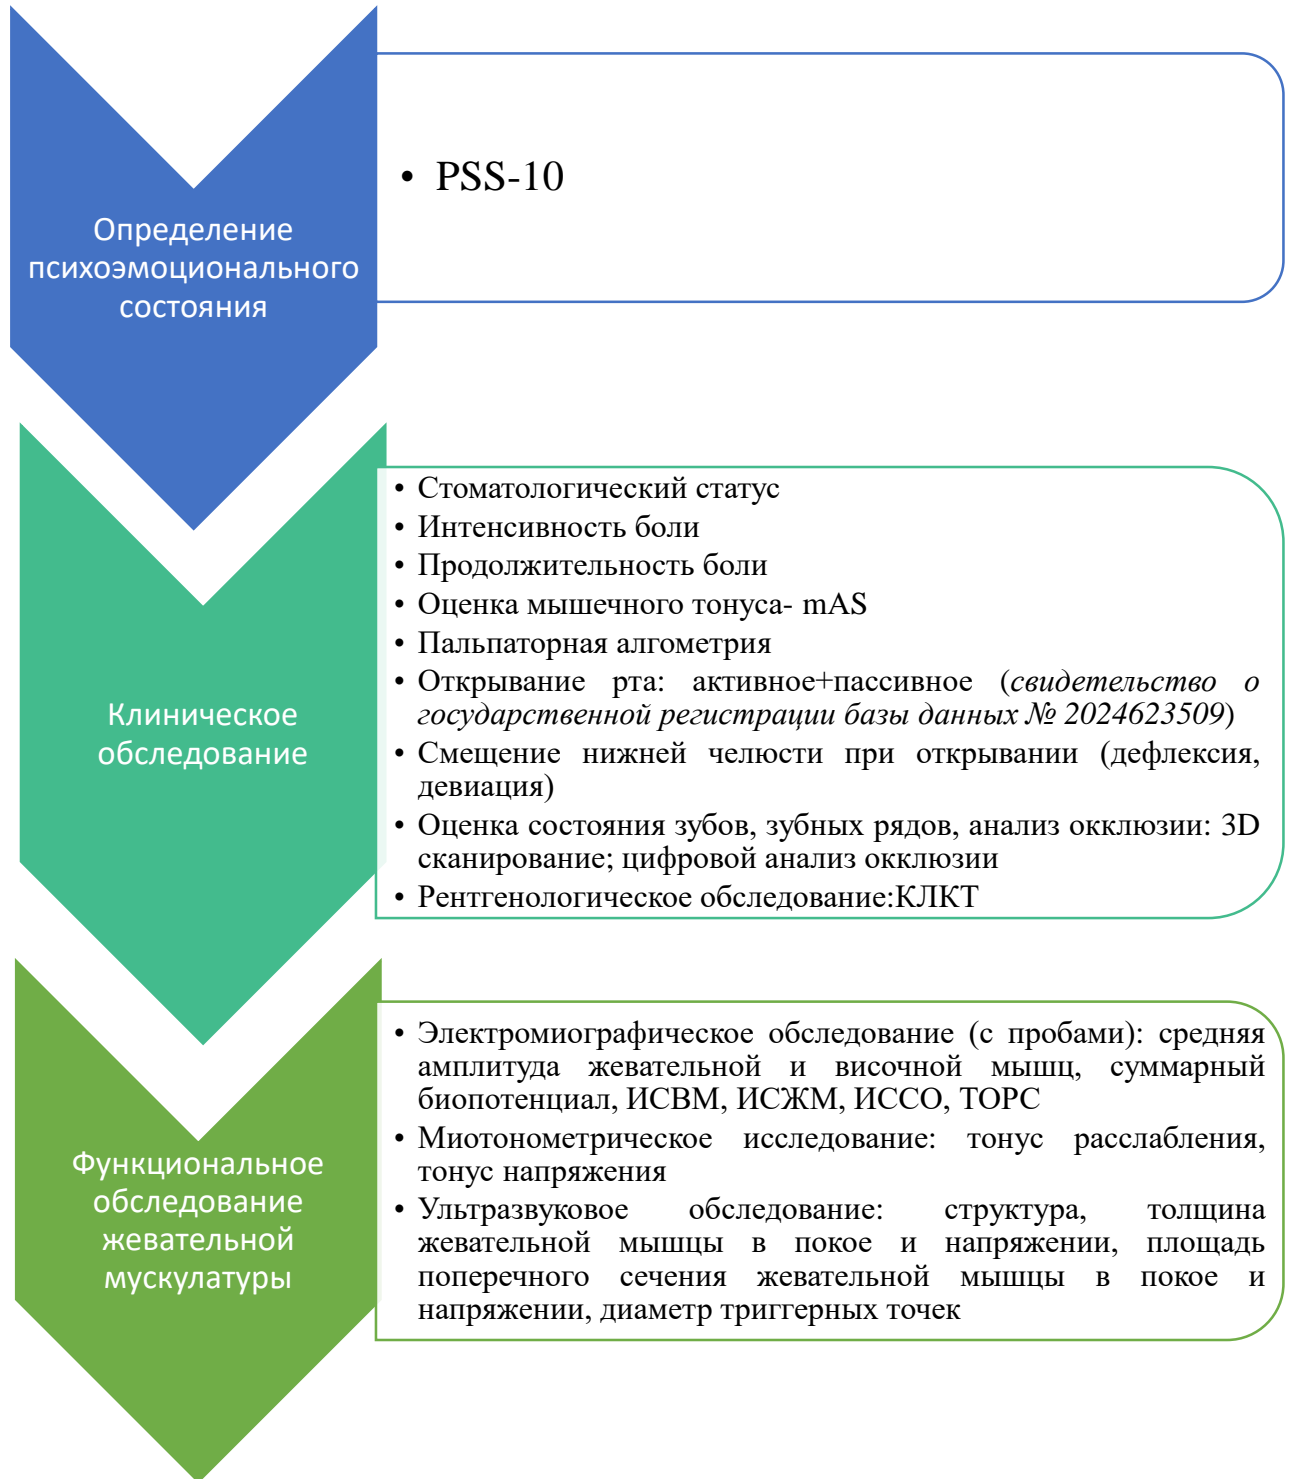 Определение
психоэмоционального
состояния
• PSS-10
Клиническое
обследование
• Стоматологический статус
• Интенсивность боли
• Продолжительность боли
• Оценка мышечного тонуса- mAS
• Пальпаторная алгометрия
• Открывание рта: активное+пассивное (свидетельство о
государственной регистрации базы данных № 2024623509)
• Смещение нижней челюсти при открывании (дефлексия,
девиация)
• Оценка состояния зубов, зубных рядов, анализ окклюзии: 3D
сканирование; цифровой анализ окклюзии
• Рентгенологическое обследование:КЛКТ
Функциональное
обследование
жевательной
мускулатуры
• Электромиографическое обследование (с пробами): средняя
амплитуда жевательной и височной мышц, суммарный
биопотенциал, ИСВМ, ИСЖМ, ИССО, ТОРС
• Миотонометрическое исследование: тонус расслабления,
тонус напряжения
• Ультразвуковое обследование: структура, толщина
жевательной мышцы в покое и напряжении, площадь
поперечного сечения жевательной мышцы в покое и
напряжении, диаметр триггерных точек